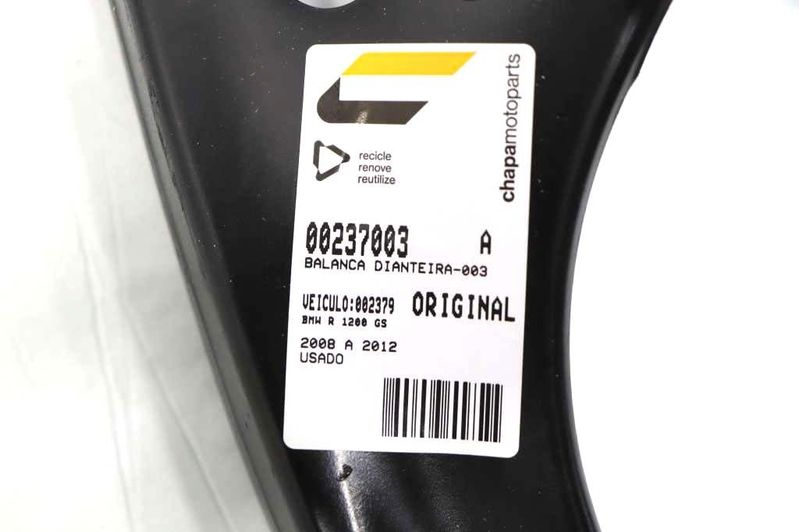 recicle
renove
reutilize
chapamotoparts
00237003 A
BALANCA DIANTEIRA-003
VEICULO:002379 ORIGINAL
BMW R 1200 GS
2008 A 2012
USADO